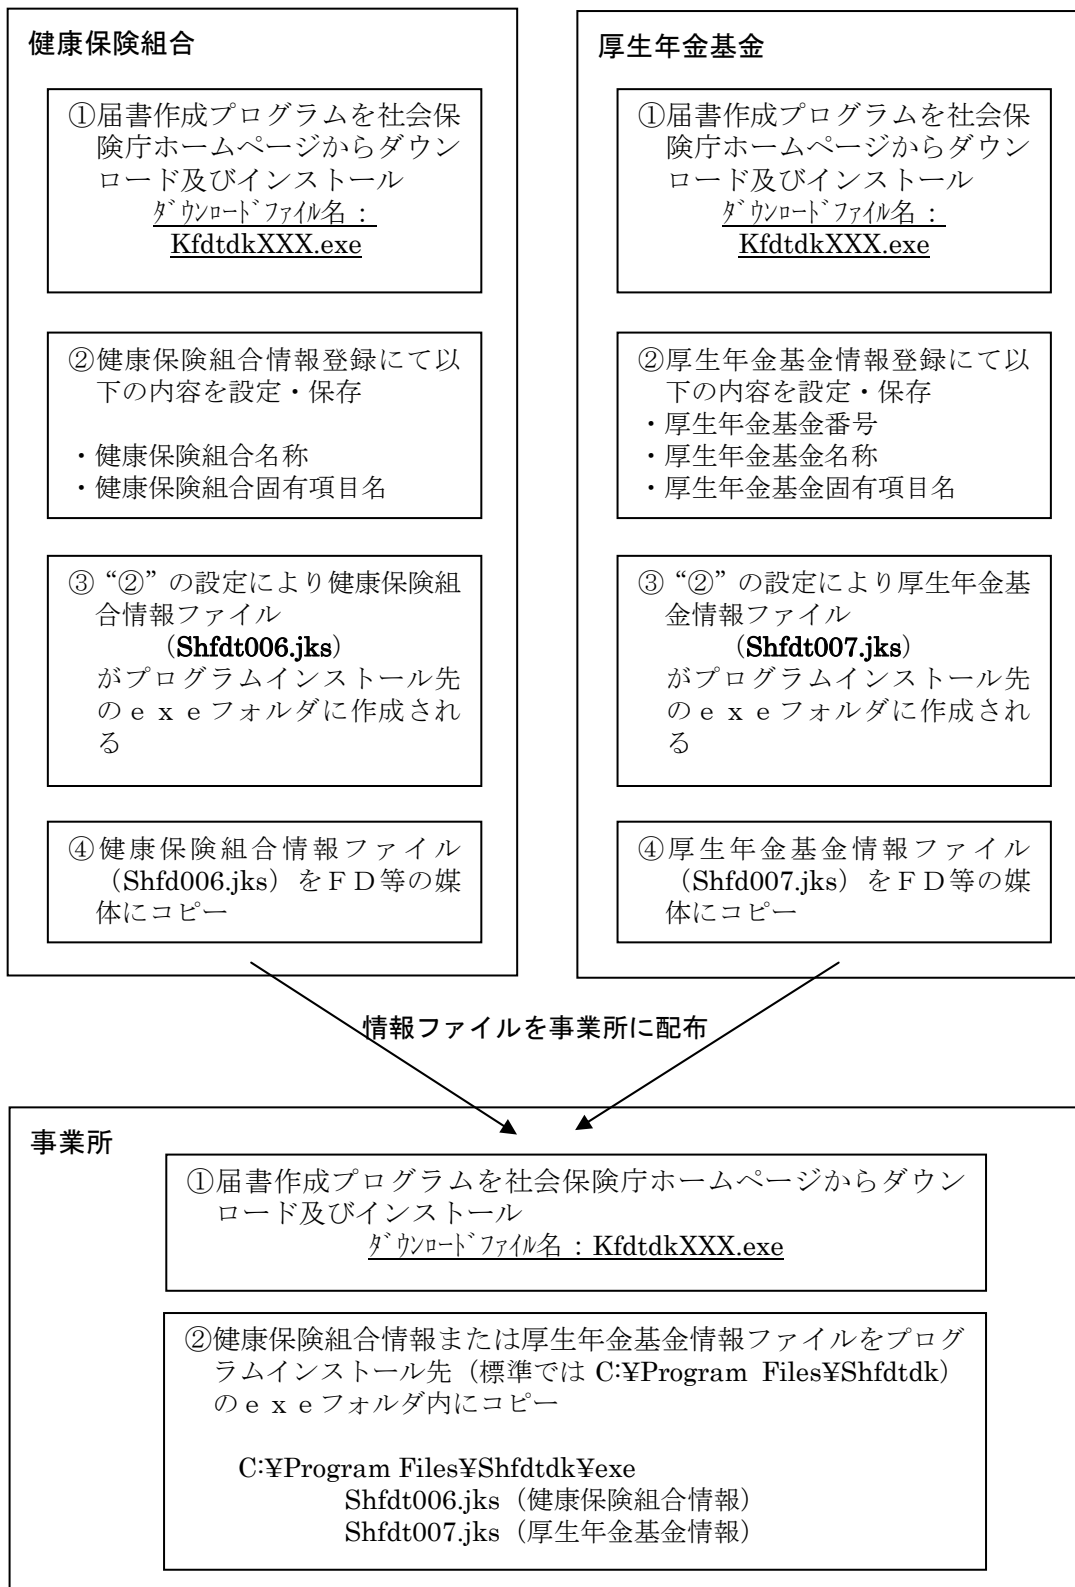 健康保険組合
①届書作成プログラムを社会保
険庁ホームページからダウン
ロード及びインストール
ﾀﾞｳﾝﾛｰﾄﾞﾌｧｲﾙ名：
KfdtdkXXX.exe
②健康保険組合情報登録にて以
下の内容を設定・保存
・健康保険組合名称
・健康保険組合固有項目名
③“②”の設定により健康保険組
合情報ファイル
（Shfdt006.jks）
がプログラムインストール先
のｅｘｅフォルダに作成され
る
④健康保険組合情報ファイル
（Shfd006.jks）をＦＤ等の媒
体にコピー
厚生年金基金
①届書作成プログラムを社会保
険庁ホームページからダウン
ロード及びインストール
ﾀﾞｳﾝﾛｰﾄﾞﾌｧｲﾙ名：
KfdtdkXXX.exe
②厚生年金基金情報登録にて以
下の内容を設定・保存
・厚生年金基金番号
・厚生年金基金名称
・厚生年金基金固有項目名
③“②”の設定により厚生年金基
金情報ファイル
（Shfdt007.jks）
がプログラムインストール先
のｅｘｅフォルダに作成され
る
④厚生年金基金情報ファイル
（Shfd007.jks）をＦＤ等の媒
体にコピー
情報ファイルを事業所に配布
事業所
①届書作成プログラムを社会保険庁ホームページからダウン
ロード及びインストール
ﾀﾞｳﾝﾛｰﾄﾞﾌｧｲﾙ名：KfdtdkXXX.exe
②健康保険組合情報または厚生年金基金情報ファイルをプログ
ラムインストール先（標準では C:¥Program Files¥Shfdtdk）
のｅｘｅフォルダ内にコピー
C:¥Program Files¥Shfdtdk¥exe
Shfdt006.jks（健康保険組合情報）
Shfdt007.jks（厚生年金基金情報）